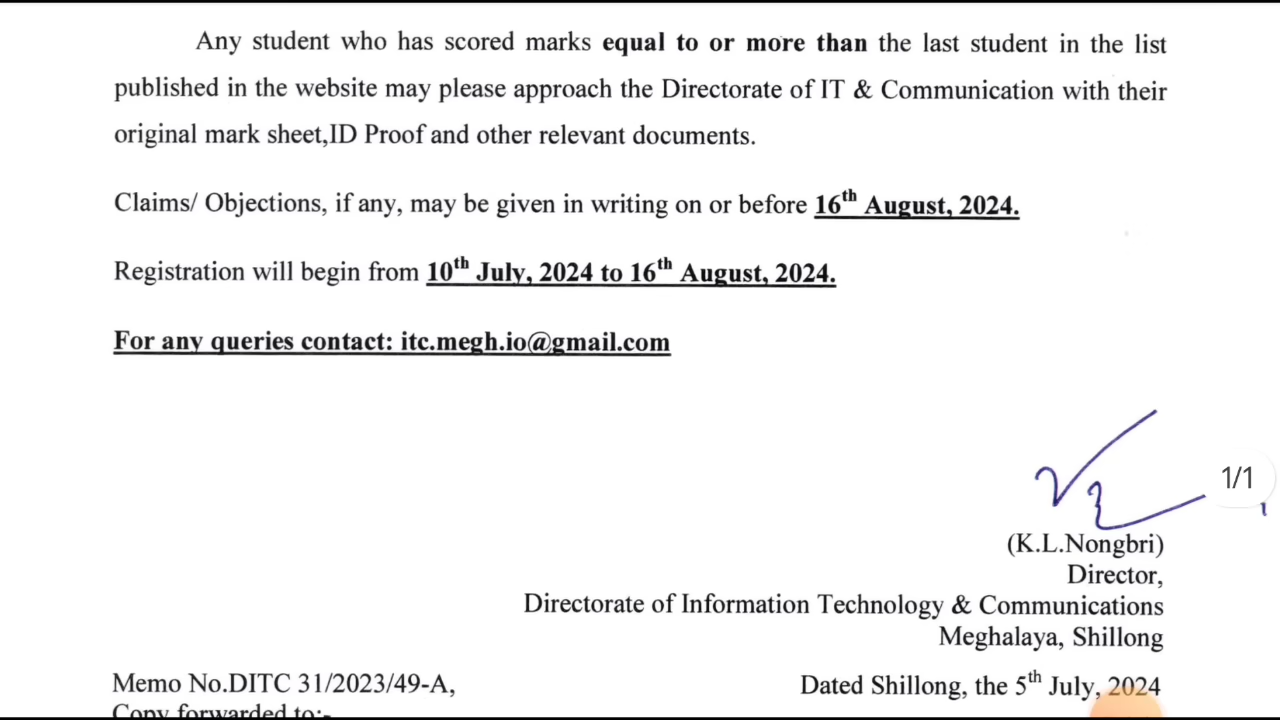 Any student who has scored marks equal to or more than the last student in the list
published in the website may please approach the Directorate of IT & Communication with their
original mark sheet,ID Proof and other relevant documents.
Claims/ Objections, if any, may be given in writing on or before 16th August, 2024.
Registration will begin from 10th July, 2024 to 16th August, 2024.
For any queries contact: itc.megh.io@gmail.com
1/1
(K.L.Nongbri)
Director,
Directorate of Information Technology & Communications
Meghalaya, Shillong
Memo No.DITC 31/2023/49-A,
Dated Shillong, the 5th July, 2024
Copy forwarded to:-